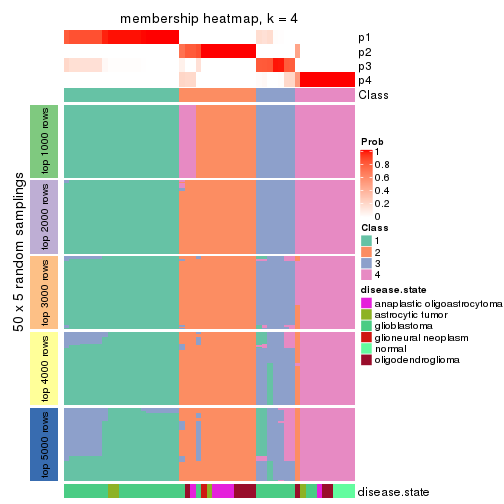 membership heatmap, k = 4
p1
p2
p3
p4
Class
50 x 5 random samplings
top 1000 rows
top 2000 rows
top 3000 rows
top 4000 rows
top 5000 rows
disease.state
Prob
1
0.8
0.6
0.4
0.2
0
Class
1
2
3
4
disease.state
anaplastic oligoastrocytoma
astrocytic tumor
glioblastoma
glioneural neoplasm
normal
oligodendroglioma